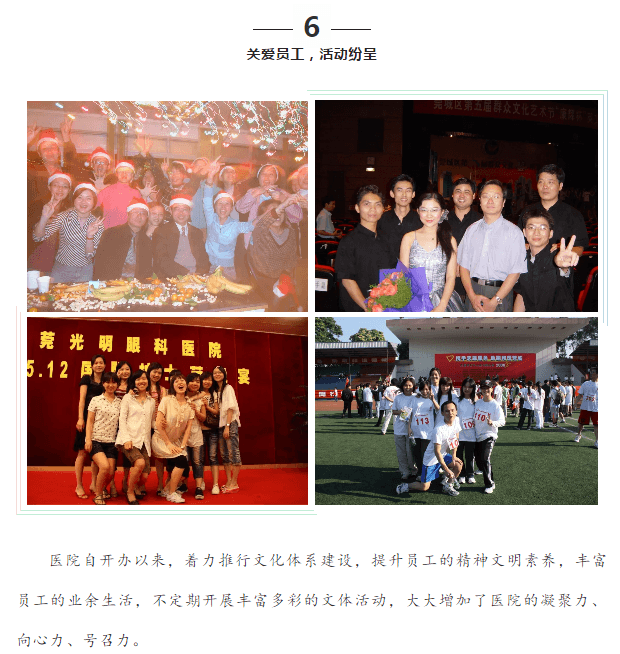 6
关爱员工，活动纷呈
莞城区第五届群众文化艺术节
莞光明眼科医院
5.12国
宴
113
110
医院自开办以来，着力推行文化体系建设，提升员工的精神文明素养，丰富
员工的业余生活，不定期开展丰富多彩的文体活动，大大增加了医院的凝聚力、
向心力、号召力。